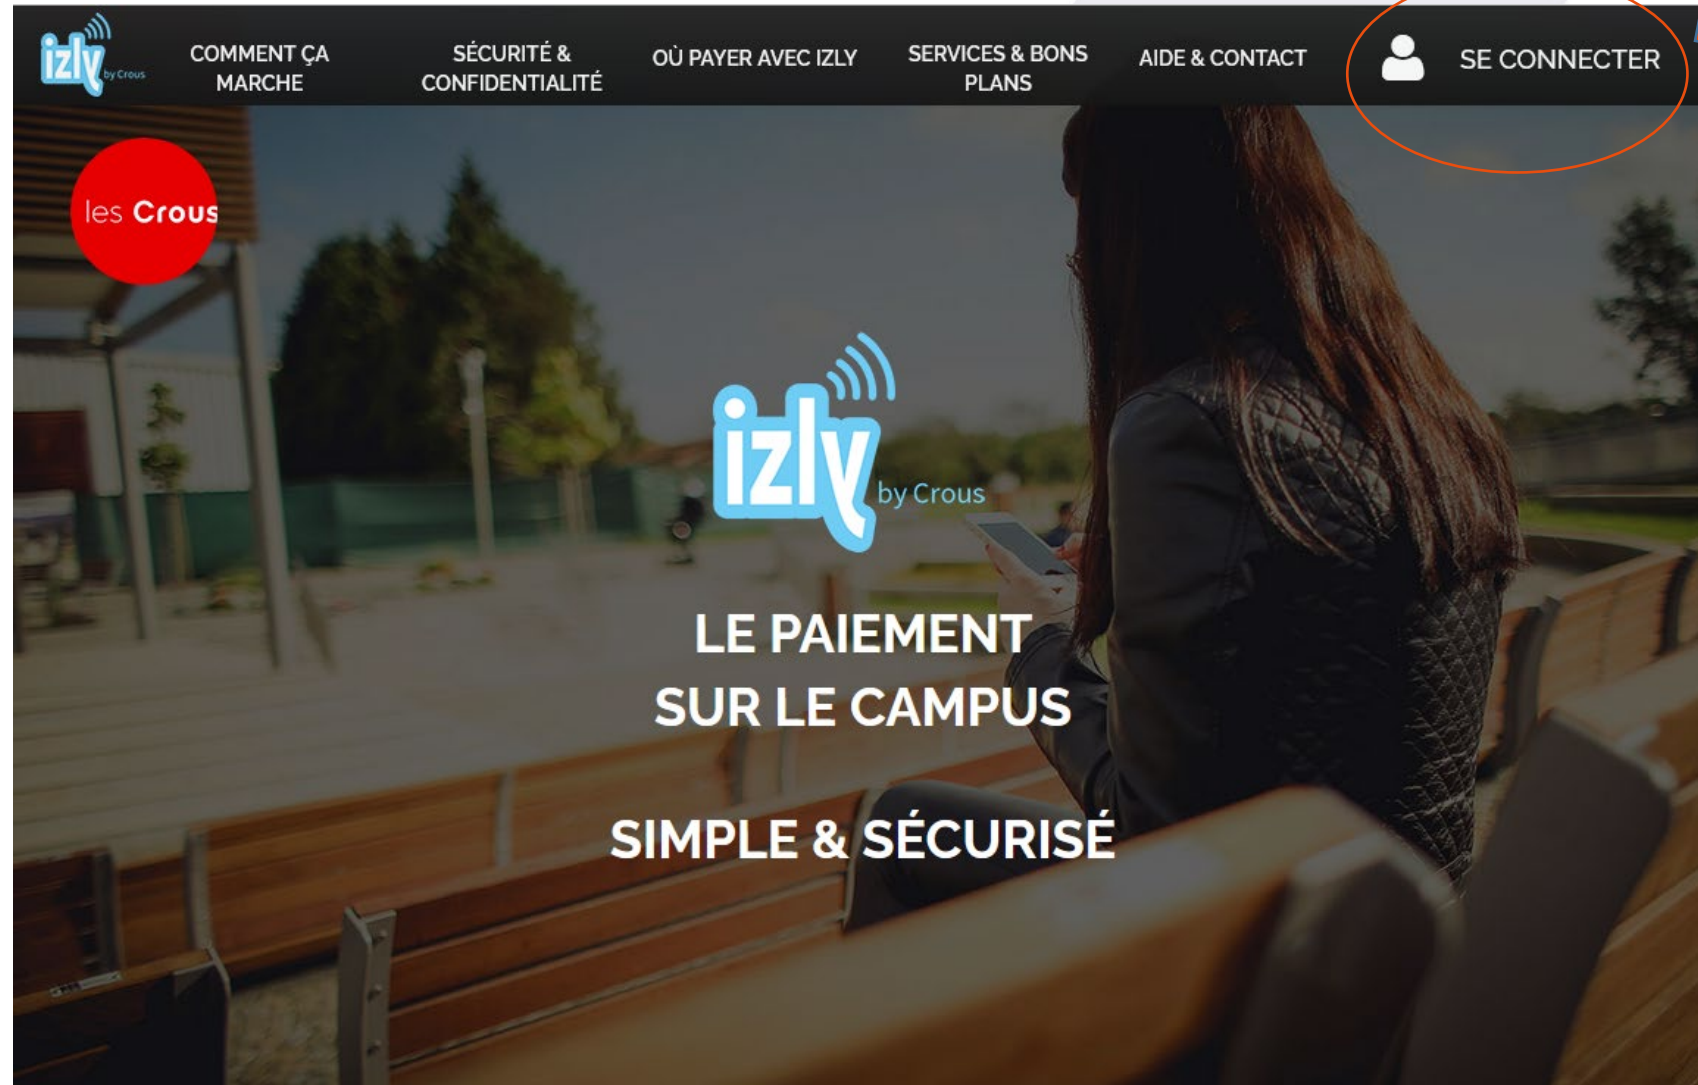 izly
by Crous
COMMENT ÇA
MARCHE
SÉCURITÉ &
CONFIDENTIALITÉ
OÙ PAYER AVEC IZLY
SERVICES & BONS
PLANS
AIDE & CONTACT
SE CONNECTER
les Crous
izly
by Crous
LE PAIEMENT
SUR LE CAMPUS
SIMPLE & SÉCURISÉ